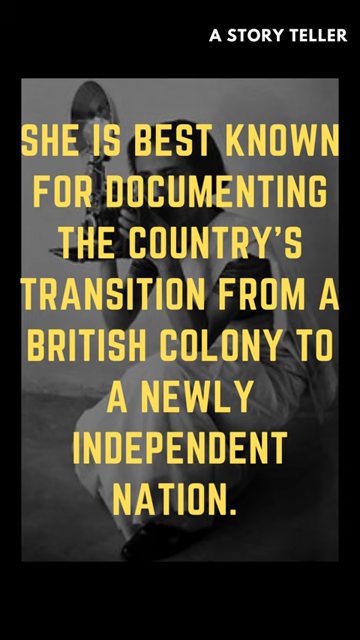 A STORY TELLER
SHE IS BEST KNOWN
FOR DOCUMENTING
THE COUNTRY'S
TRANSITION FROM A
BRITISH COLONY TO
A NEWLY
INDEPENDENT
NATION.